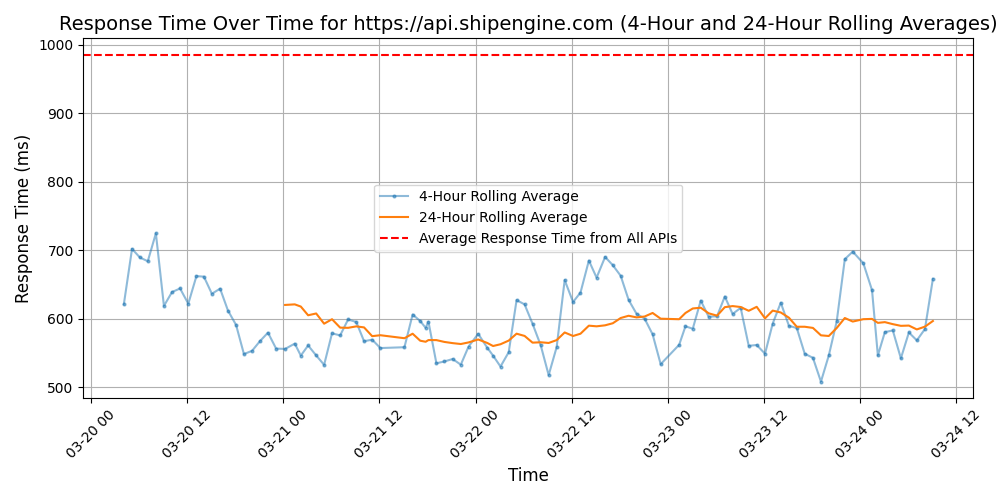 Response Time Over Time for https://api.shipengine.com (4-Hour and 24-Hour Rolling Averages)
Response Time (ms)
1000
900
800
700
600
500
4-Hour Rolling Average
24-Hour Rolling Average
Average Response Time from All APIs
03-20 00
03-20 12
03-21 00
03-21 12
03-22 00
03-22 12
03-23 00
03-23 12
03-24 00
03-24 12
Time